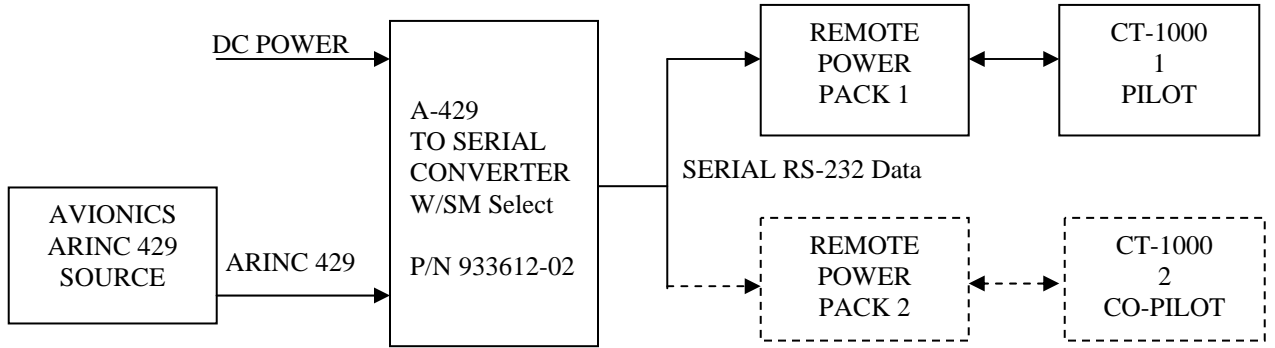 DC POWER
AVIONICS
ARINC 429
SOURCE
ARINC 429
A-429
TO SERIAL
CONVERTER
W/SM Select
P/N 933612-02
SERIAL RS-232 Data
REMOTE
POWER
PACK 1
CT-1000
1
PILOT
REMOTE
POWER
PACK 2
CT-1000
2
CO-PILOT